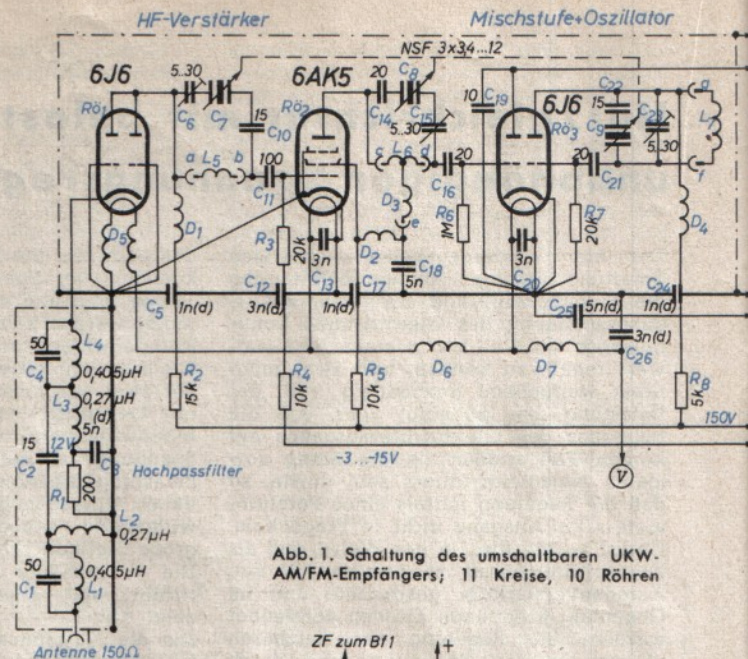 HF-Verstärker
Mischstufe+Oszillator
NSF 3x3,4...12
6J6
Rö1
5..30
C6
C7
15
C10
6AK5
Rö2
20
C14
C8
C15
5..30
10
C19
6J6
Rö3
C22
15
C9
C23
5..30
g
L7
f
a L5 b
100
C11
c L6 d
20
C16
20
C21
D5
D1
R3
20k
D3
e
D2
3n
C13
C18
5n
R6
1M
3n
C20
R7
20k
D4
C5
1n(d)
C12
3n(d)
C17
1n(d)
C25
5n(d)
3n(d)
C26
C24
1n(d)
50
C4
L4
0,405µH
L3
0,27µH
(d)
5n
C3
12V
15
C2
R1
200
Hochpassfilter
R2
15k
R4
10k
R5
10k
D6
D7
R8
5k
150V
-3...-15V
V
L2
0,27µH
50
C1
0,405µH
L1
Antenne 150Ω
Abb. 1. Schaltung des umschaltbaren UKW-
AM/FM-Empfängers; 11 Kreise, 10 Röhren
ZF zum Bf1
+